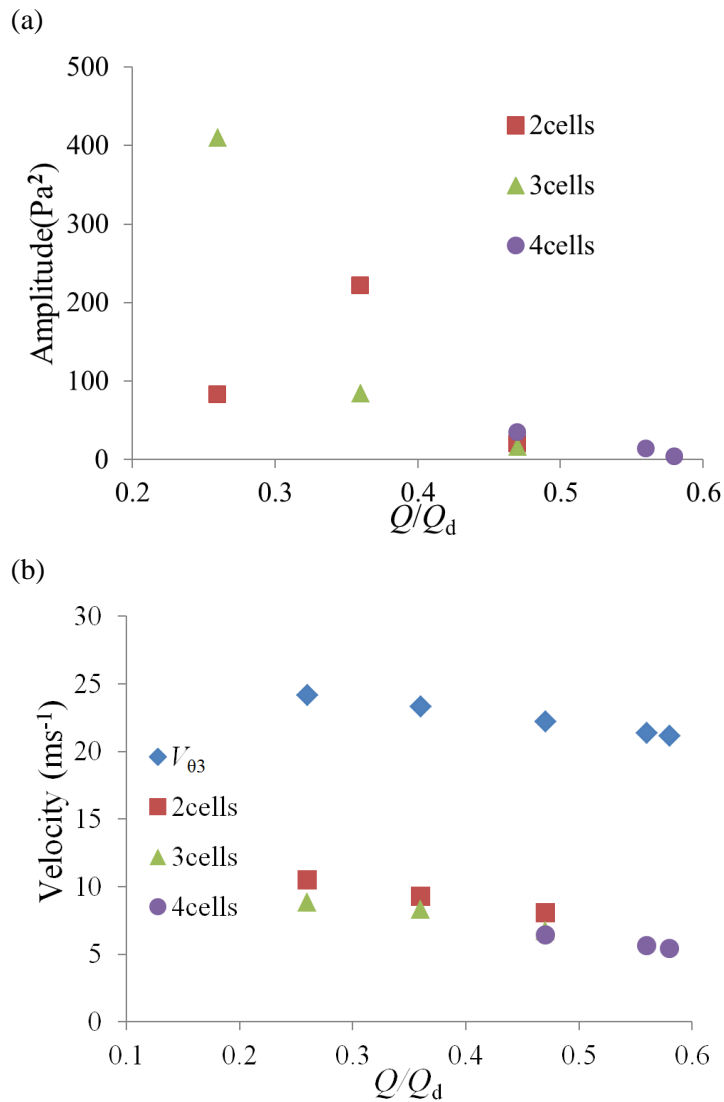 (a)
Amplitude(Pa²)
500
400
300
200
100
0
2cells
3cells
4cells
0.2 0.3 0.4 0.5 0.6
Q/Qd
(b)
Velocity (ms⁻¹)
30
25
20
15
10
5
0
Vθ3
2cells
3cells
4cells
0.1 0.2 0.3 0.4 0.5 0.6
Q/Qd